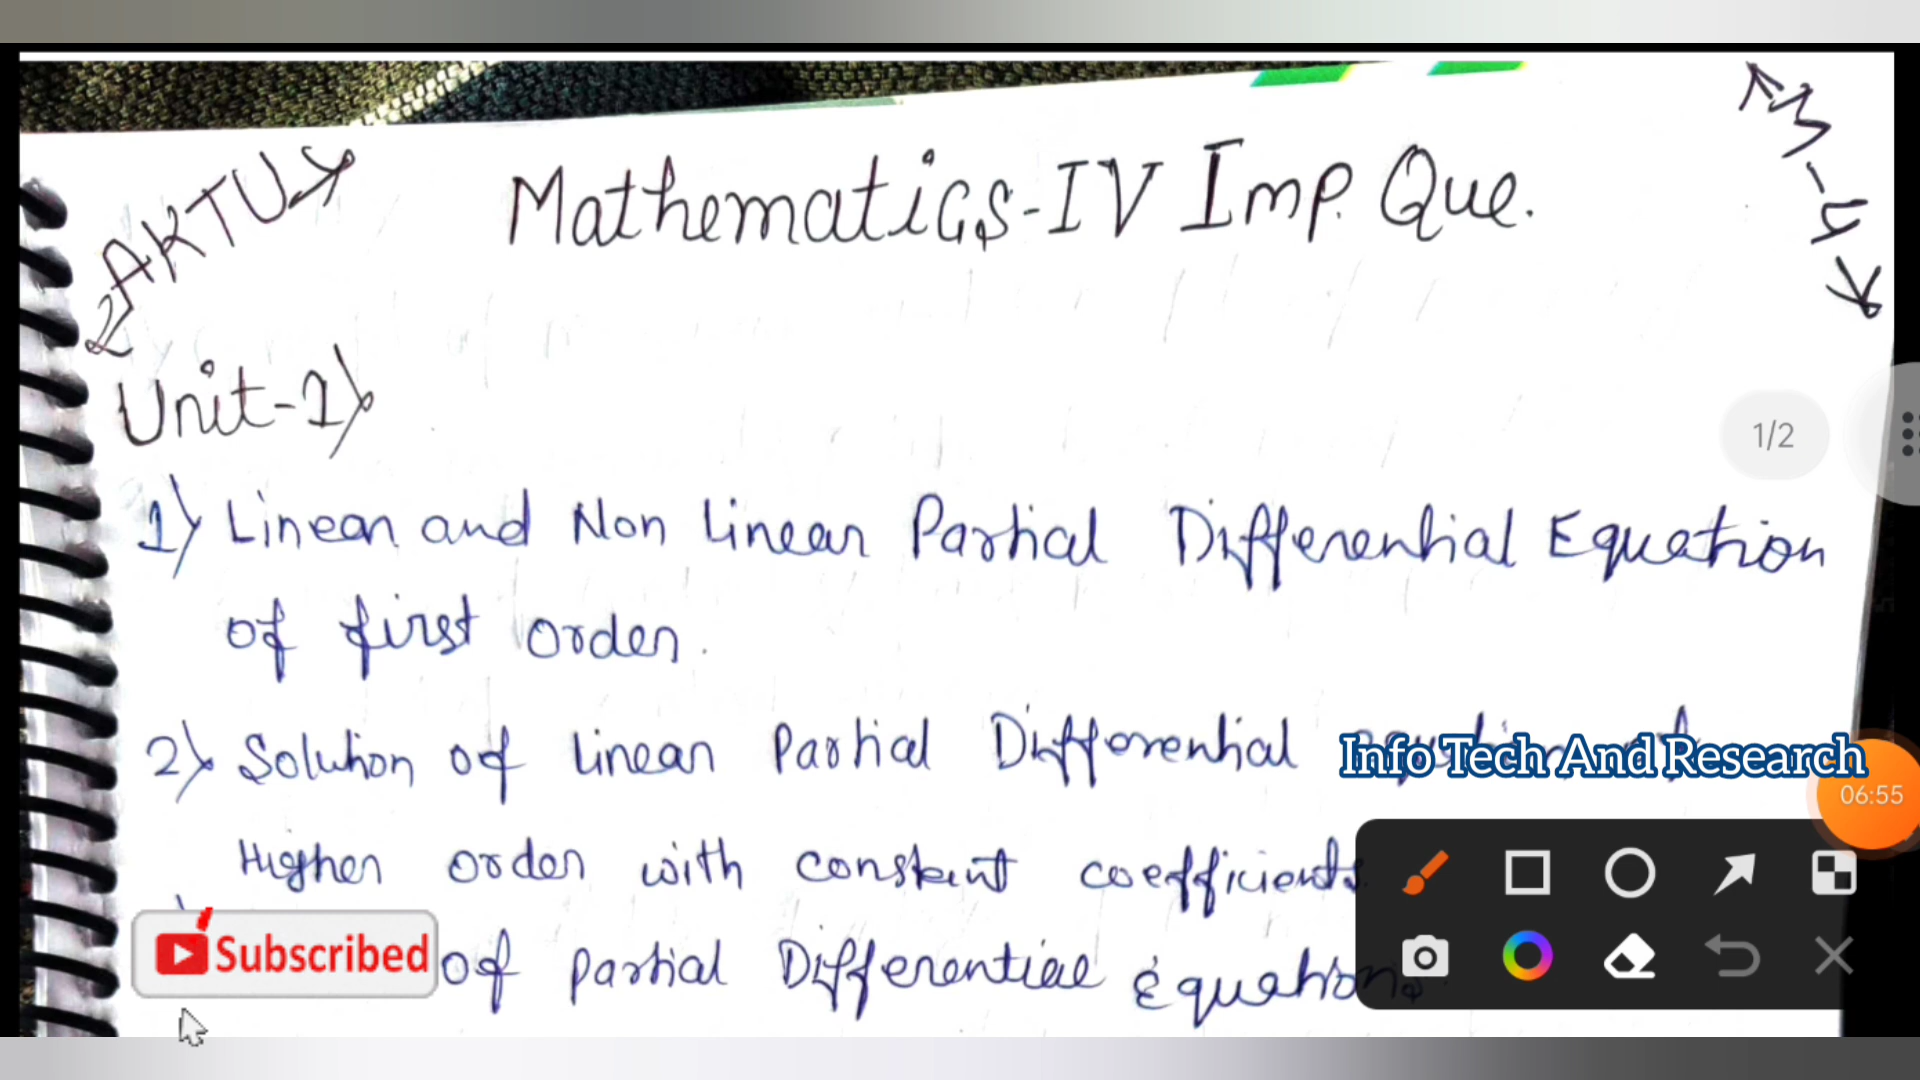 AKTU
Mathematics-IV Imp. Que.
M-4
Unit-1)
1/2
1) Linear and Non Linear Partial Differential Equation
of first order.
2) Solution of Linear Partial Differential
Info Tech And Research
06:55
Higher order with constant coefficients
Subscribed
of partial Differential Equation